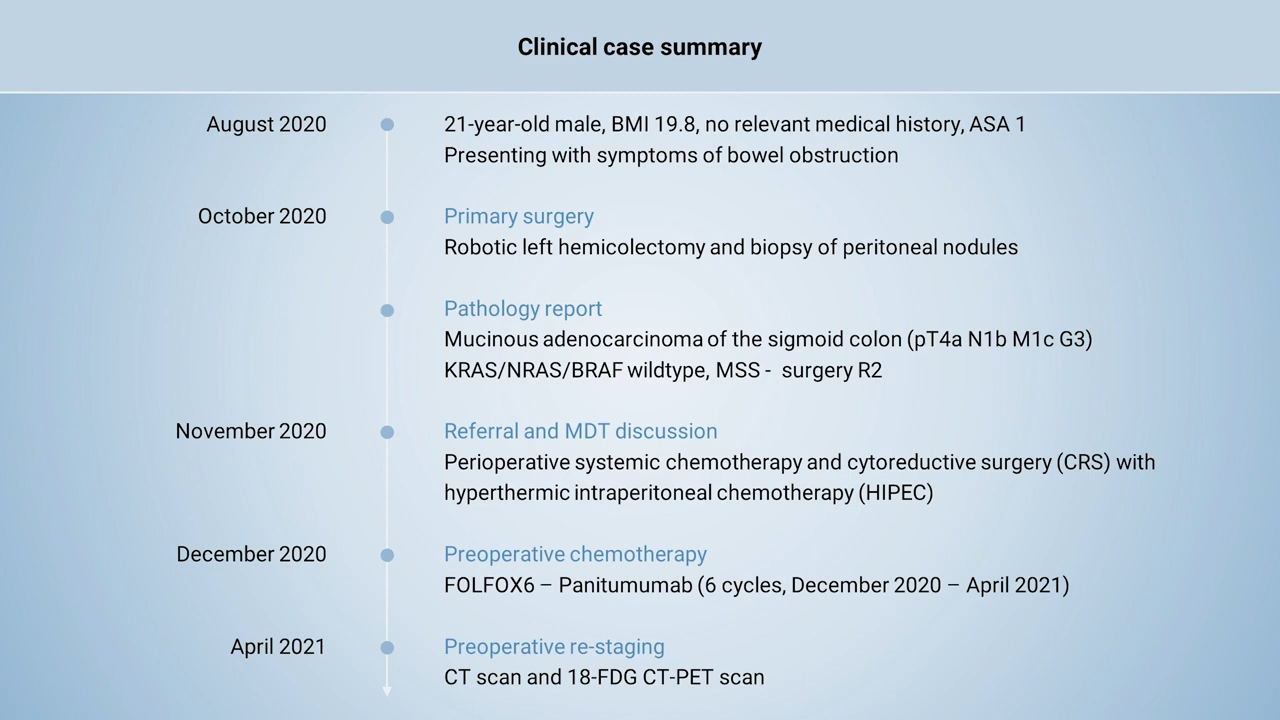 Clinical case summary
August 2020
21-year-old male, BMI 19.8, no relevant medical history, ASA 1
Presenting with symptoms of bowel obstruction
October 2020
Primary surgery
Robotic left hemicolectomy and biopsy of peritoneal nodules
Pathology report
Mucinous adenocarcinoma of the sigmoid colon (pT4a N1b M1c G3)
KRAS/NRAS/BRAF wildtype, MSS -  surgery R2
November 2020
Referral and MDT discussion
Perioperative systemic chemotherapy and cytoreductive surgery (CRS) with
hyperthermic intraperitoneal chemotherapy (HIPEC)
December 2020
Preoperative chemotherapy
FOLFOX6 – Panitumumab (6 cycles, December 2020 – April 2021)
April 2021
Preoperative re-staging
CT scan and 18-FDG CT-PET scan